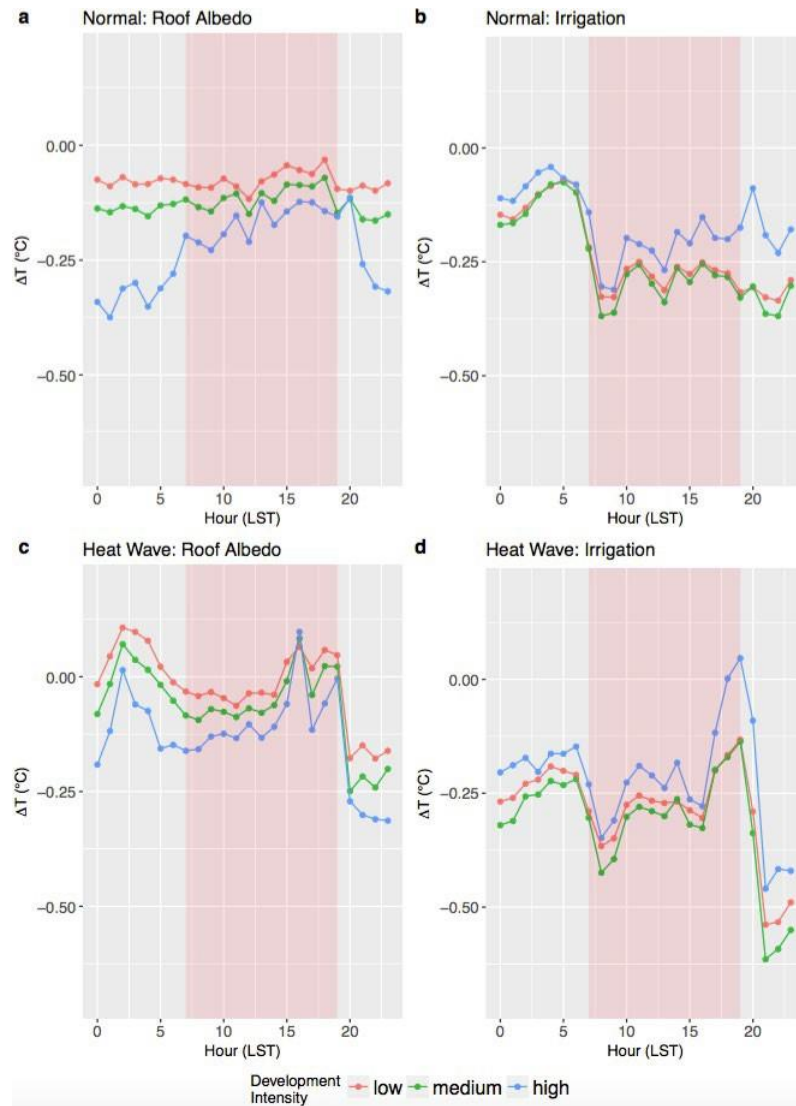 a Normal: Roof Albedo
0.00
−0.25
−0.50
ΔT (°C)
0 5 10 15 20
Hour (LST)
b Normal: Irrigation
0.00
−0.25
−0.50
ΔT (°C)
0 5 10 15 20
Hour (LST)
c Heat Wave: Roof Albedo
0.00
−0.25
−0.50
ΔT (°C)
0 5 10 15 20
Hour (LST)
d Heat Wave: Irrigation
0.00
−0.25
−0.50
ΔT (°C)
0 5 10 15 20
Hour (LST)
Development
Intensity
low medium high